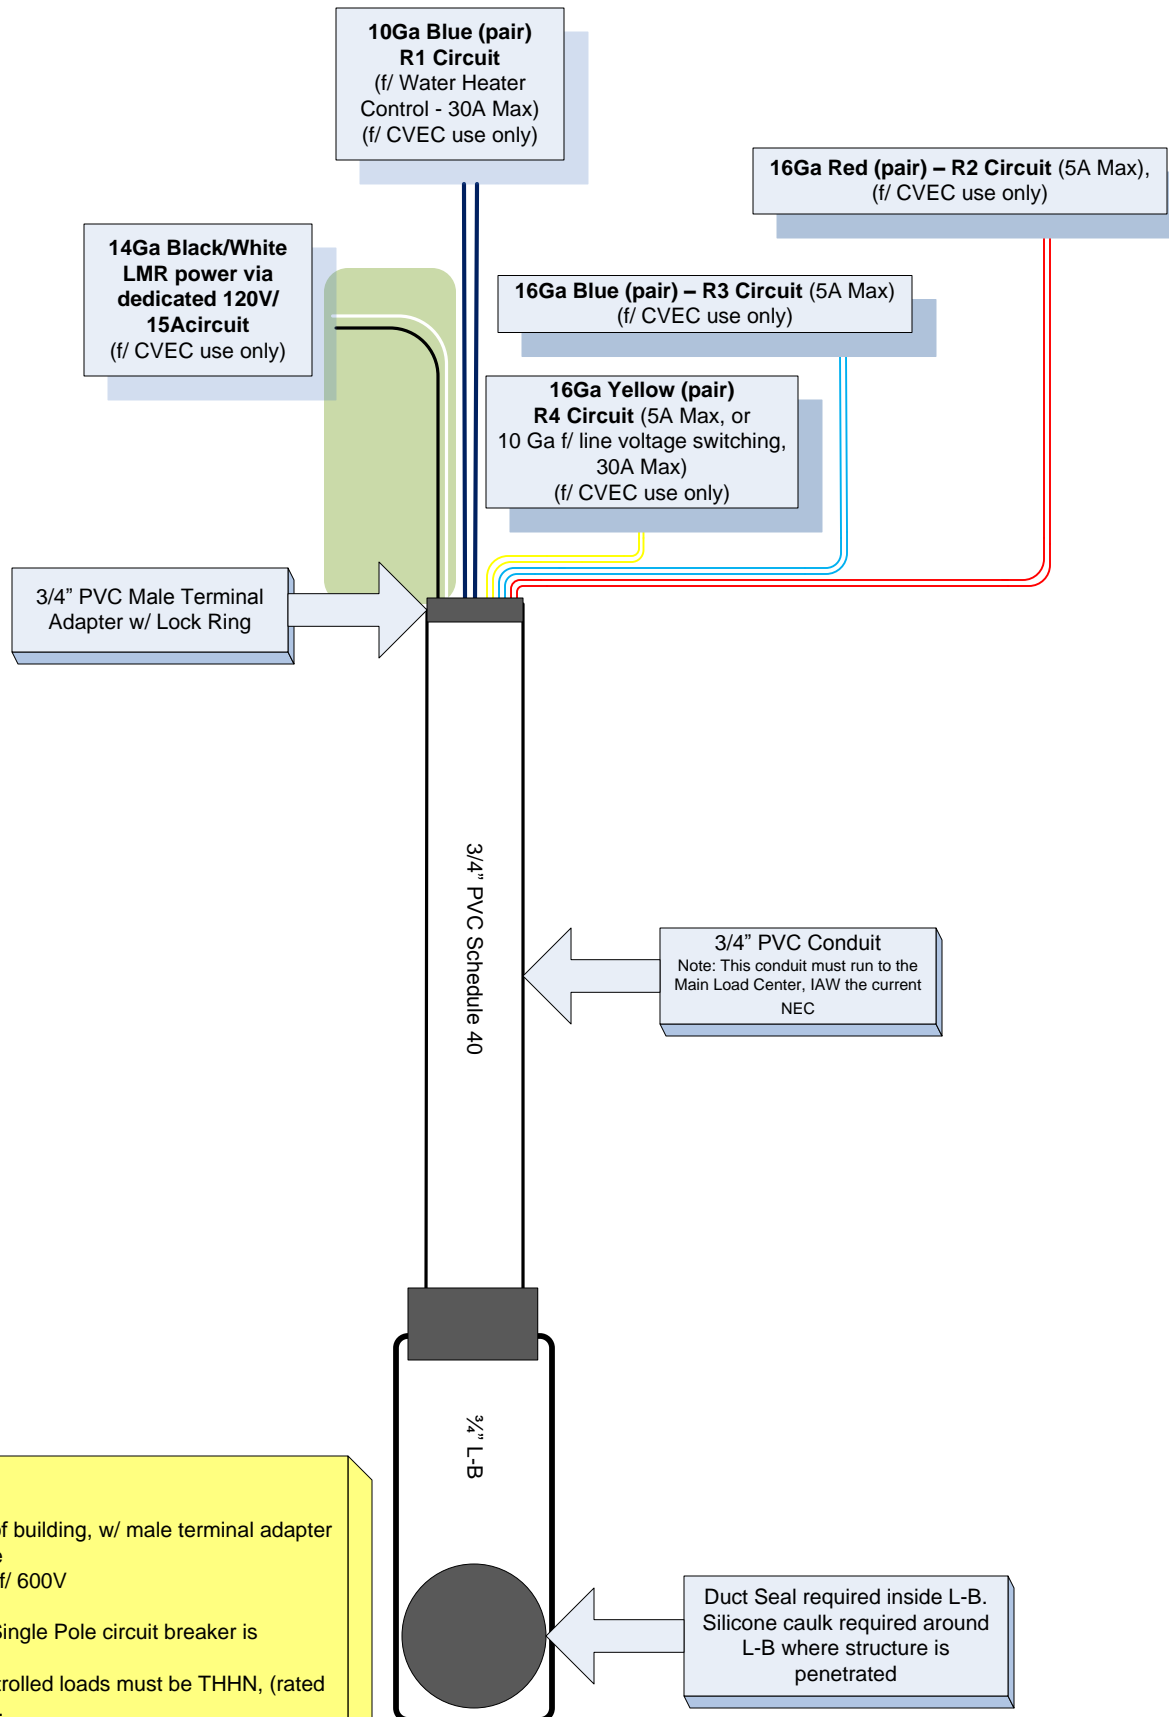 10Ga Blue (pair)
R1 Circuit
(f/ Water Heater
Control - 30A Max)
(f/ CVEC use only)
16Ga Red (pair) – R2 Circuit (5A Max),
(f/ CVEC use only)
14Ga Black/White
LMR power via
dedicated 120V/
15Acircuit
(f/ CVEC use only)
16Ga Blue (pair) – R3 Circuit (5A Max)
(f/ CVEC use only)
16Ga Yellow (pair)
R4 Circuit (5A Max, or
10 Ga f/ line voltage switching,
30A Max)
(f/ CVEC use only)
3/4” PVC Male Terminal
Adapter w/ Lock Ring
3/4” PVC Schedule 40
3/4” PVC Conduit
Note: This conduit must run to the
Main Load Center, IAW the current
NEC
¾” L-B
of building, w/ male terminal adapter
f/ 600V
Single Pole circuit breaker is
trolled loads must be THHN, (rated
Duct Seal required inside L-B.
Silicone caulk required around
L-B where structure is
penetrated